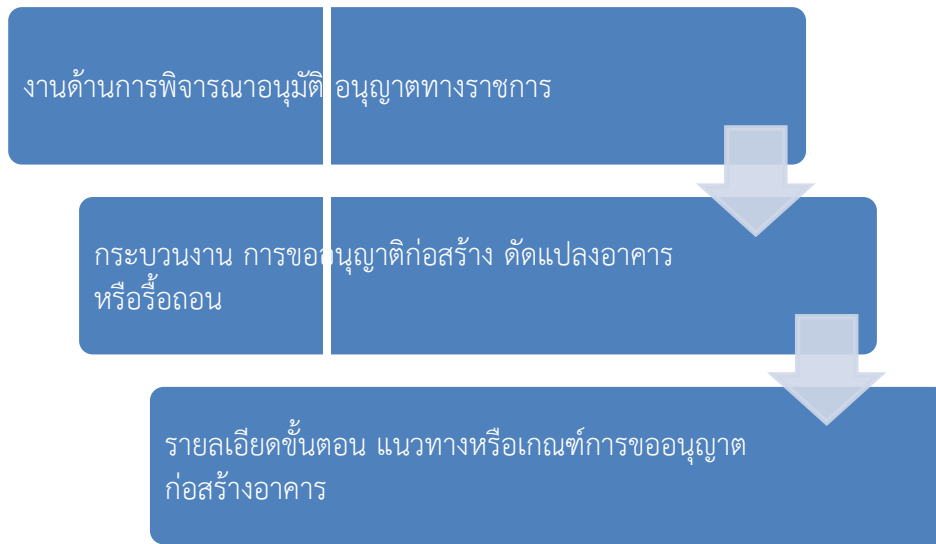 งานด้านการพิจารณาอนุมัติ อนุญาตทางราชการ
กระบวนงาน การขออนุญาติก่อสร้าง ดัดแปลงอาคาร
หรือรื้อถอน
รายลเอียดขั้นตอน แนวทางหรือเกณฑ์การขออนุญาต
ก่อสร้างอาคาร